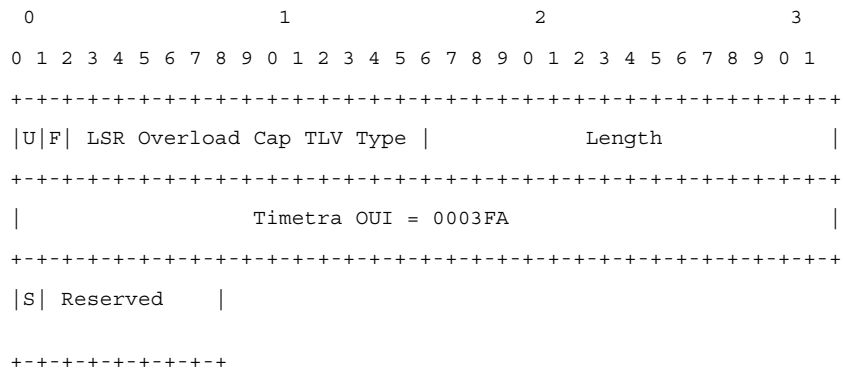 0                   1                   2                   3
0 1 2 3 4 5 6 7 8 9 0 1 2 3 4 5 6 7 8 9 0 1 2 3 4 5 6 7 8 9 0 1
+-+-+-+-+-+-+-+-+-+-+-+-+-+-+-+-+-+-+-+-+-+-+-+-+-+-+-+-+-+-+-+-+
|U|F| LSR Overload Cap TLV Type |            Length             |
+-+-+-+-+-+-+-+-+-+-+-+-+-+-+-+-+-+-+-+-+-+-+-+-+-+-+-+-+-+-+-+-+
|                  Timetra OUI = 0003FA                         |
+-+-+-+-+-+-+-+-+-+-+-+-+-+-+-+-+-+-+-+-+-+-+-+-+-+-+-+-+-+-+-+-+
|S| Reserved    |
+-+-+-+-+-+-+-+-+